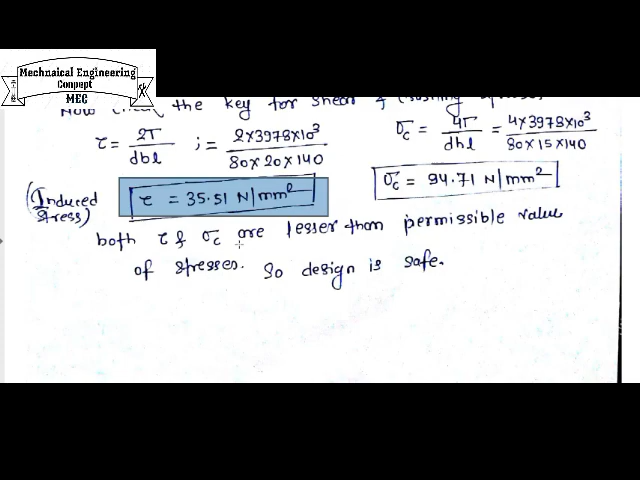 Mechnaical Engineering
Conpept
MEC
the key for shear &
τ = 2T / dbl ; = 2×3978×10³ / 80×20×140
σc = 4T / dhl = 4×3978×10³ / 80×15×140
(Induced stress)
τ = 35.51 N/mm²
σc = 94.71 N/mm²
both τ & σc are lesser than permissible value
of stresses. So design is safe.